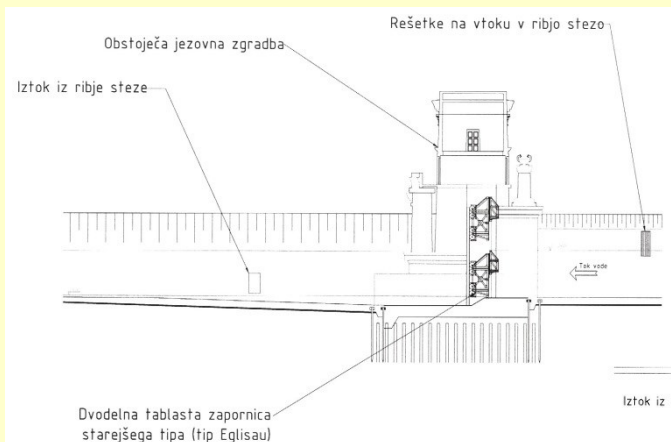 Rešetke na vtoku v ribjo stezo
Obstoječa jezovna zgradba
Iztok iz ribje steze
Tok vode
Iztok iz
Dvodelna tablasta zapornica
starejšega tipa (tip Eglisau)